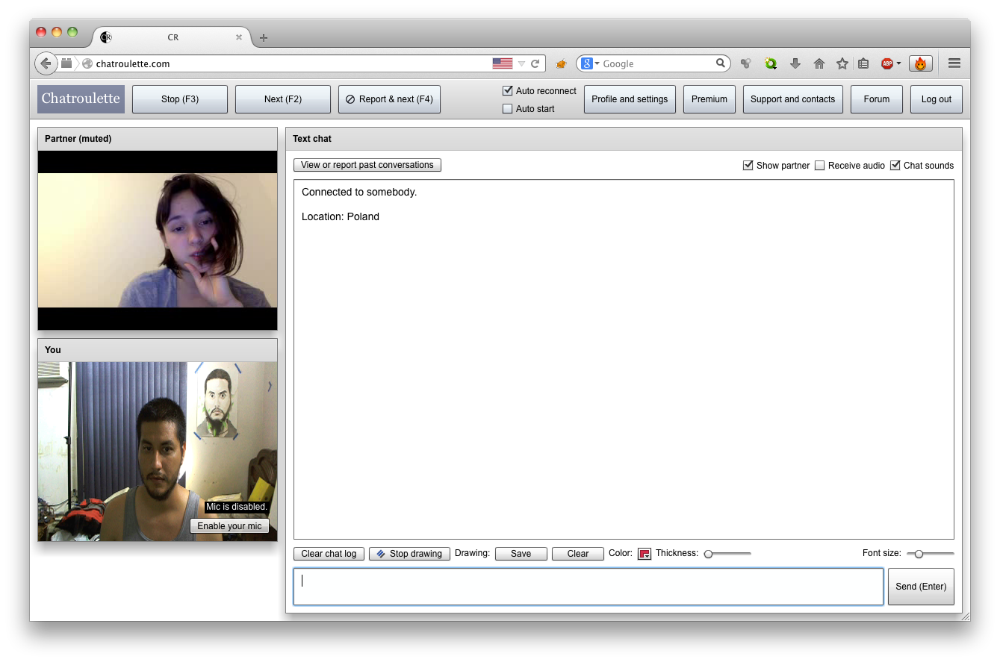 CR
chatroulette.com
Google
ABP
Chatroulette
Stop (F3)
Next (F2)
Report & next (F4)
Auto reconnect
Auto start
Profile and settings
Premium
Support and contacts
Forum
Log out
Partner (muted)
You
Mic is disabled.
Enable your mic
Text chat
View or report past conversations
Show partner
Receive audio
Chat sounds
Connected to somebody.
Location: Poland
Clear chat log
Stop drawing
Drawing:
Save
Clear
Color:
Thickness:
Font size:
Send (Enter)